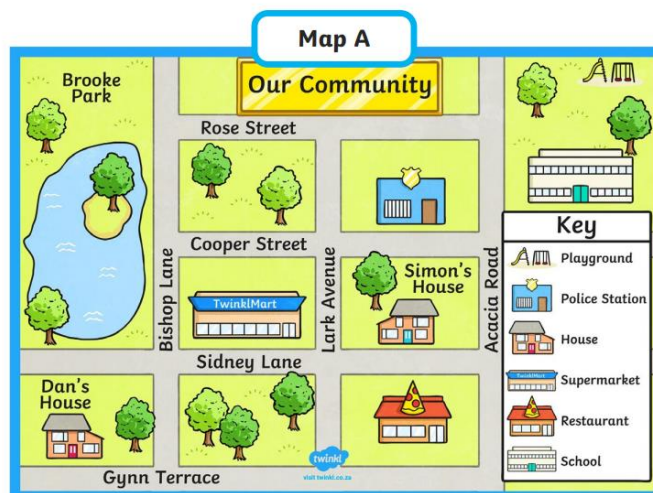 Map A
Our Community
Brooke
Park
Rose Street
Cooper Street
Bishop Lane
Lark Avenue
Acacia Road
TwinklMart
Simon's
House
Sidney Lane
Dan's
House
Gynn Terrace
twinkl
visit twinkl.co.za
Key
Playground
Police Station
House
TwinklMart
Supermarket
Restaurant
School